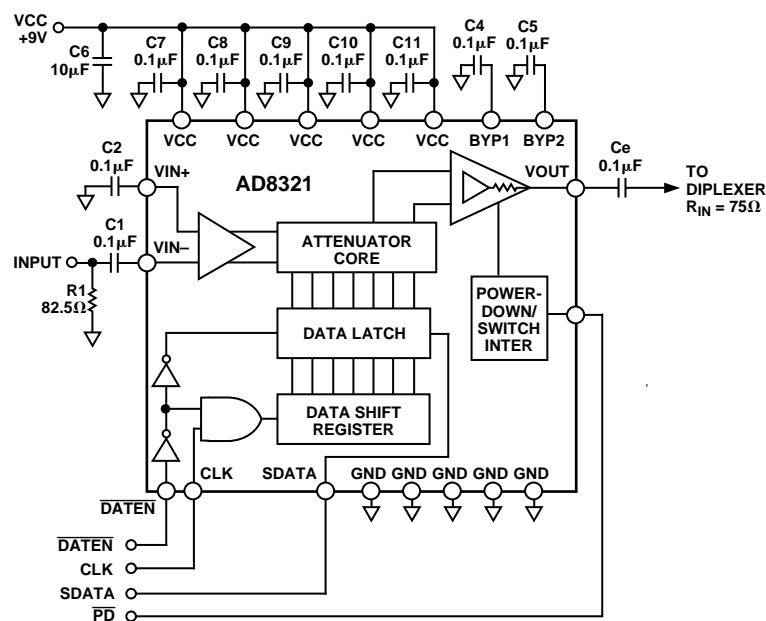 VCC
+9V
C6
10µF
C7
0.1µF
C8
0.1µF
C9
0.1µF
C10
0.1µF
C11
0.1µF
C4
0.1µF
C5
0.1µF
VCC
VCC
VCC
VCC
VCC
BYP1
BYP2
C2
0.1µF
VIN+
AD8321
VOUT
Ce
0.1µF
TO
DIPLEXER
RIN = 75Ω
C1
0.1µF
VIN–
INPUT
R1
82.5Ω
ATTENUATOR
CORE
POWER-
DOWN/
SWITCH
INTER
DATA LATCH
DATA SHIFT
REGISTER
DATEN
CLK
SDATA
GND
GND
GND
GND
GND
DATEN
CLK
SDATA
PD